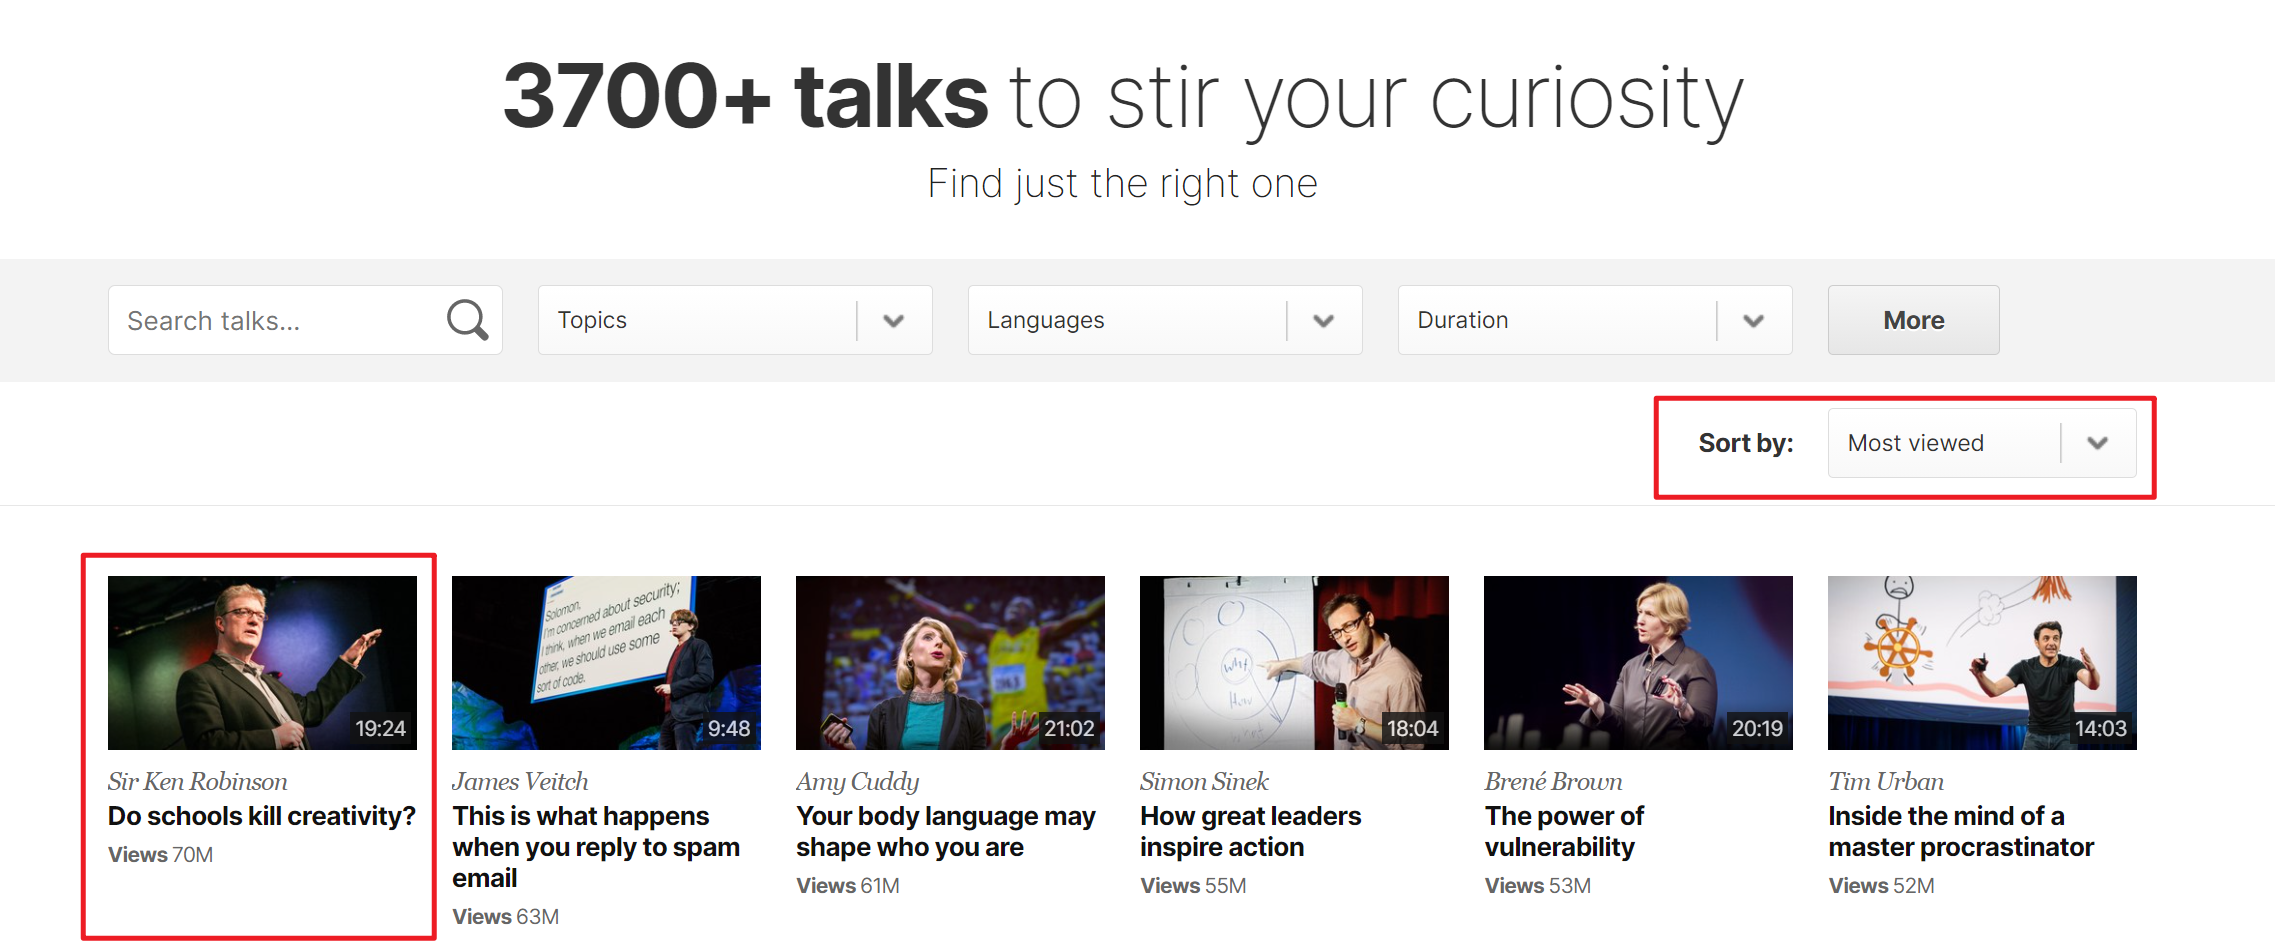 3700+ talks to stir your curiosity
Find just the right one
Search talks...
Topics
Languages
Duration
More
Sort by:
Most viewed
Solomon,
I'm concerned about security;
I think, when we email each
other, we should use some
sort of code.
What
How
19:24
9:48
21:02
18:04
20:19
14:03
Sir Ken Robinson
Do schools kill creativity?
Views 70M
James Veitch
This is what happens
when you reply to spam
email
Views 63M
Amy Cuddy
Your body language may
shape who you are
Views 61M
Simon Sinek
How great leaders
inspire action
Views 55M
Brené Brown
The power of
vulnerability
Views 53M
Tim Urban
Inside the mind of a
master procrastinator
Views 52M